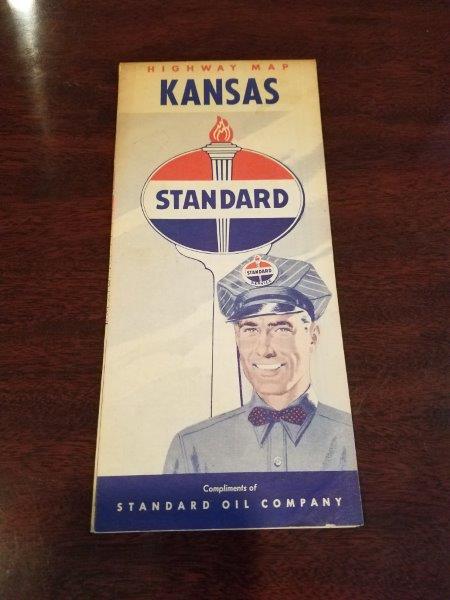 HIGHWAY MAP
KANSAS
STANDARD
STANDARD
Compliments of
STANDARD OIL COMPANY